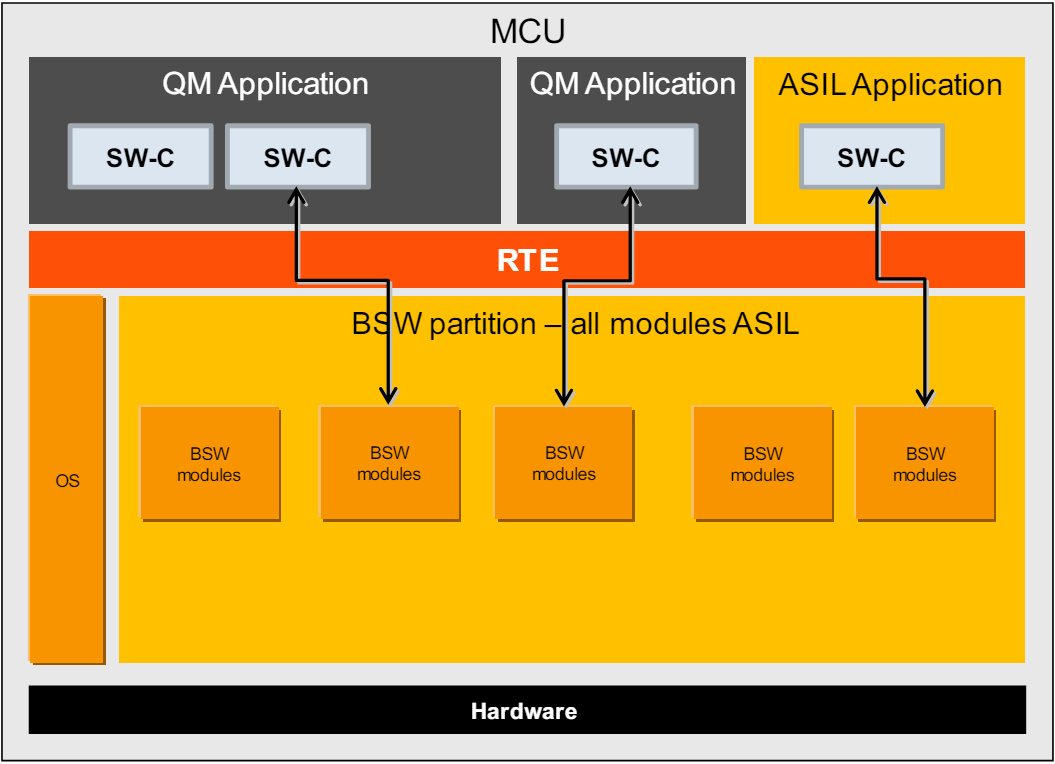 MCU
QM Application
QM Application
ASIL Application
SW-C
SW-C
SW-C
SW-C
RTE
BSW partition – all modules ASIL
OS
BSW
modules
BSW
modules
BSW
modules
BSW
modules
BSW
modules
Hardware